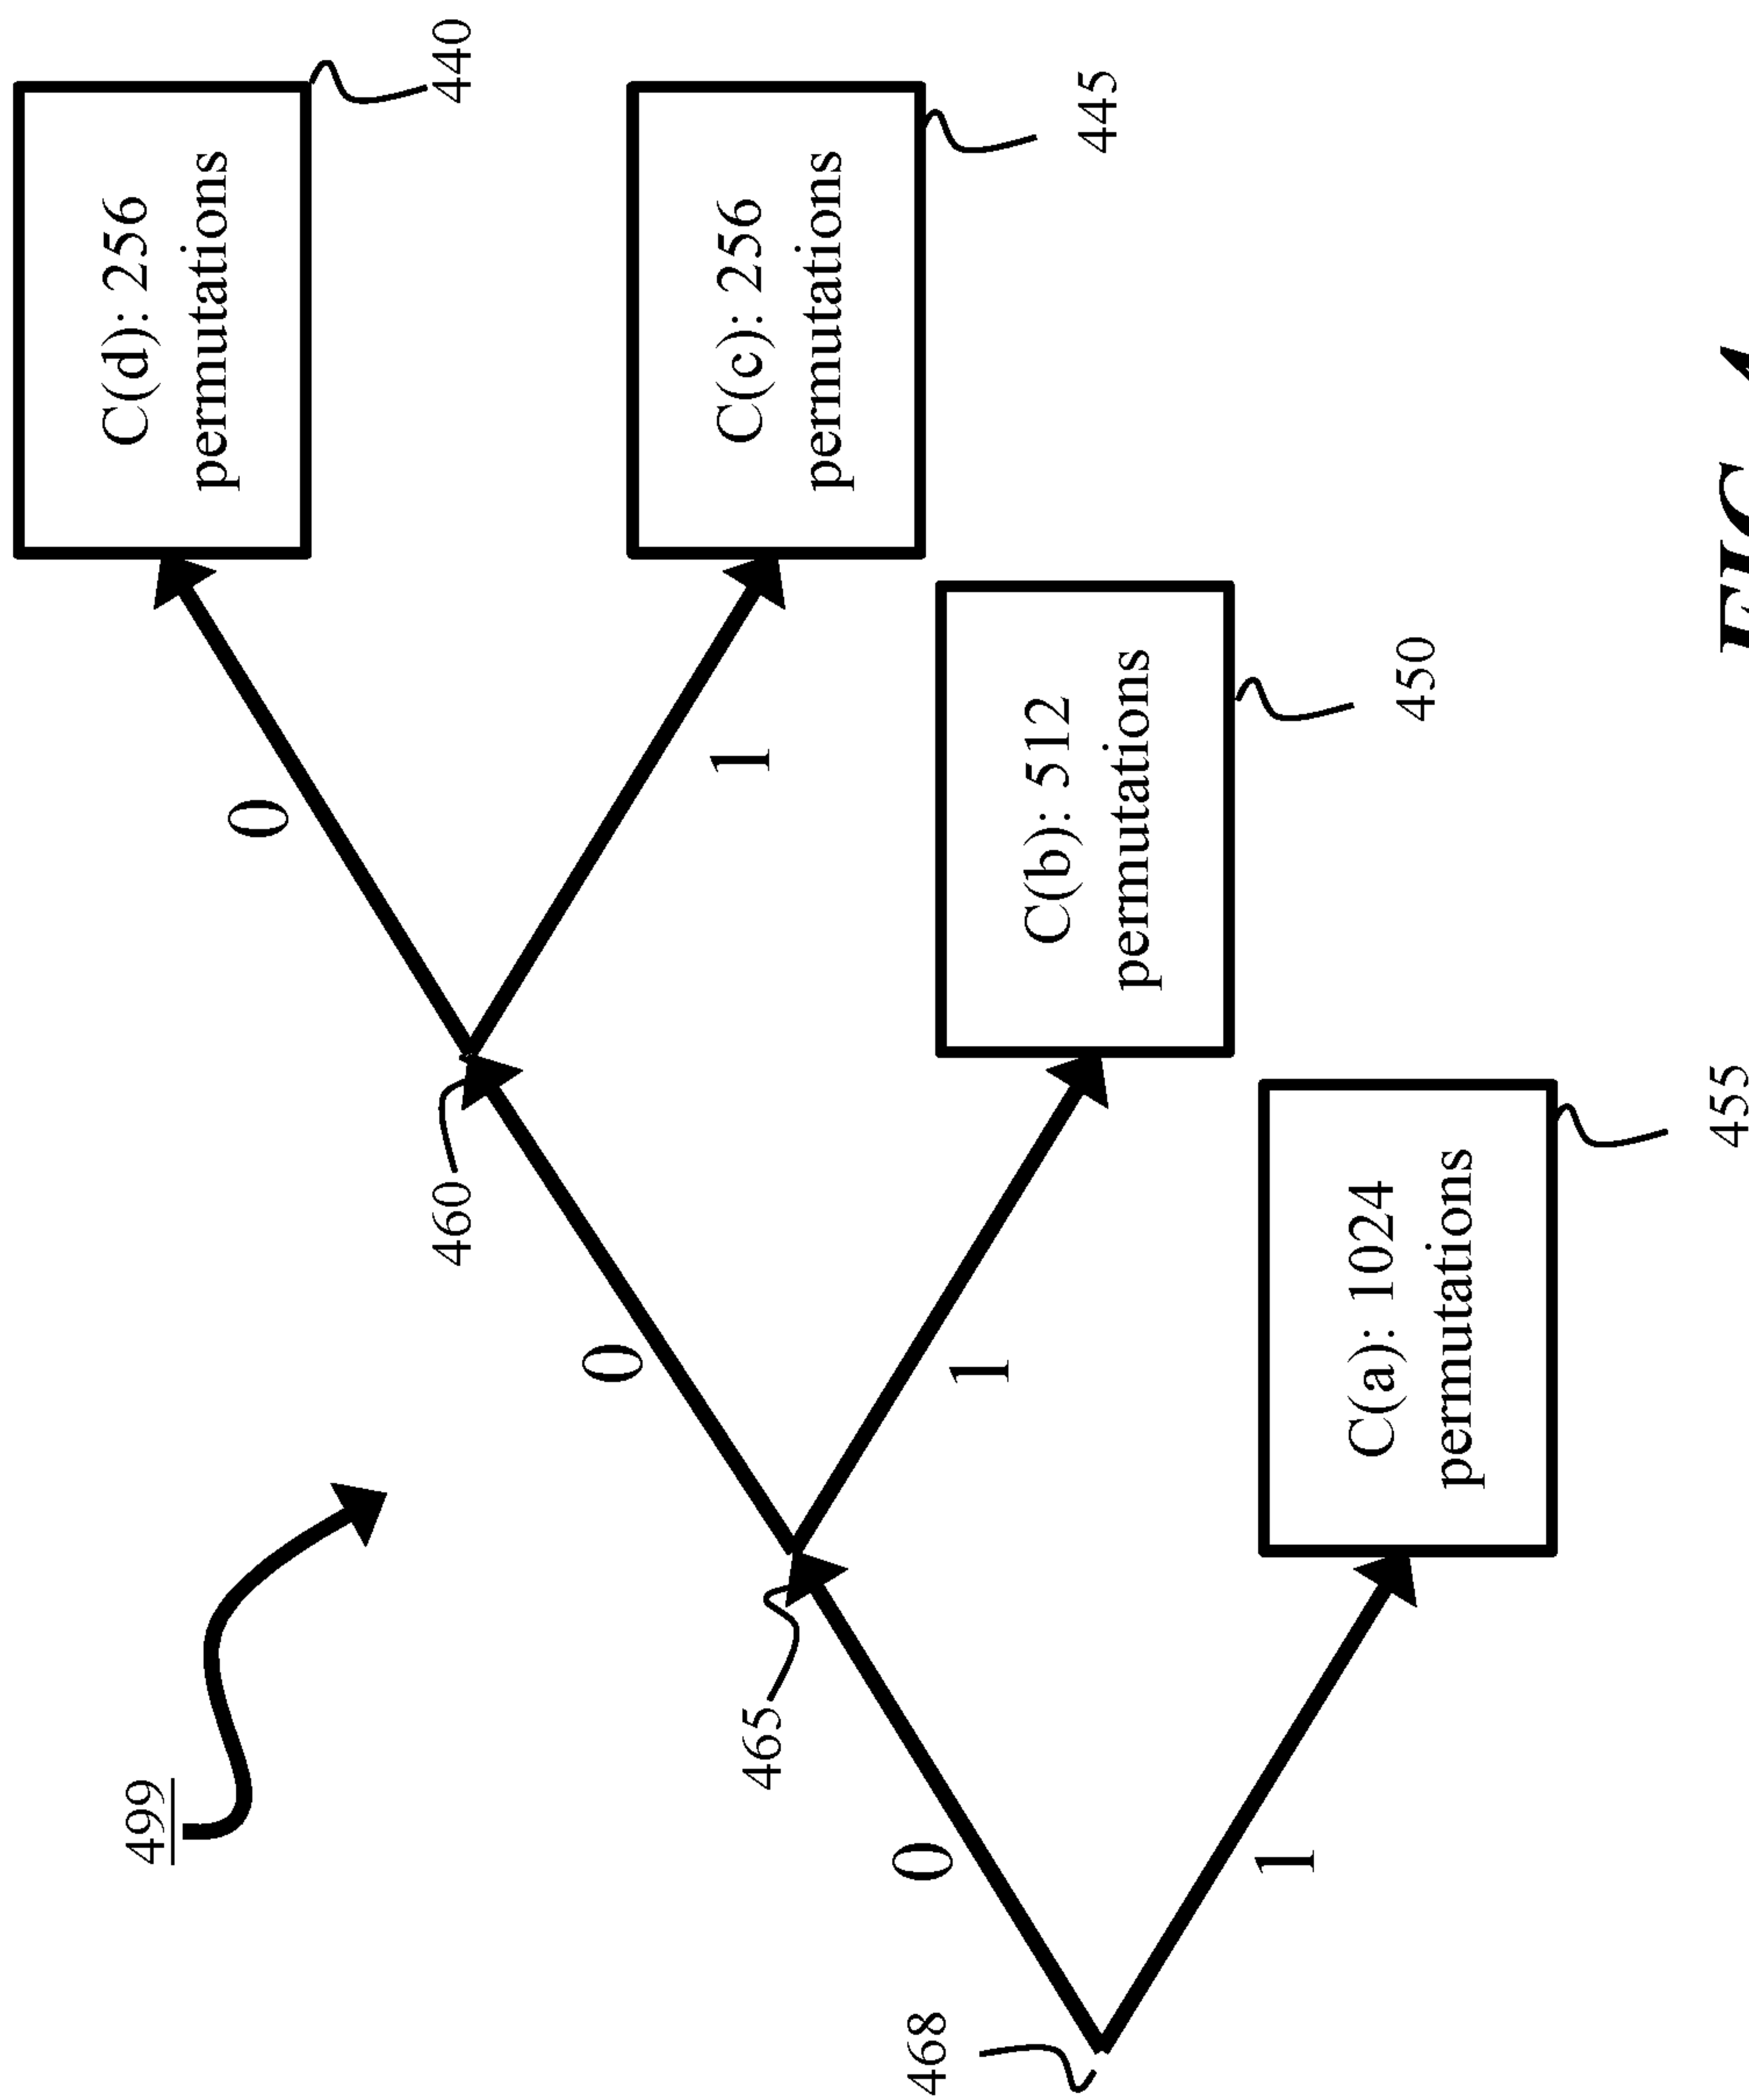 499
C(d): 256
permutations
0
460
440
0
465
1
C(c): 256
permutations
468
0
1
C(b): 512
permutations
445
1
C(a): 1024
permutations
450
455
FIG. 4